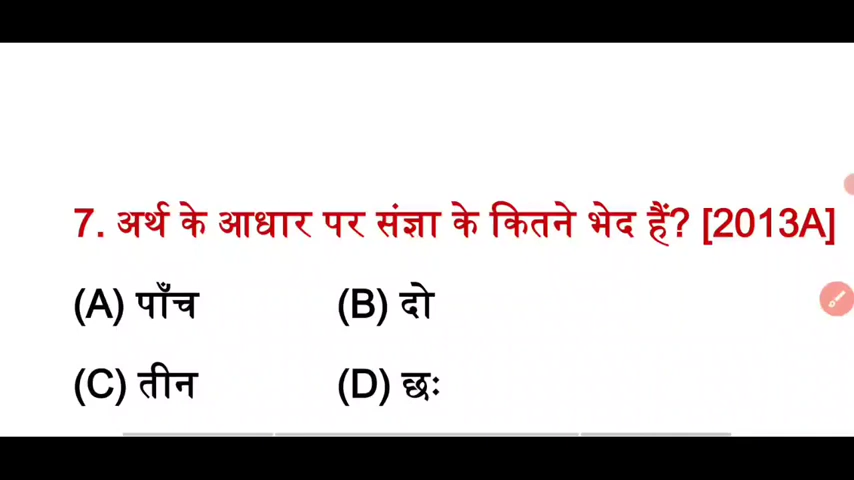 7. अर्थ के आधार पर संज्ञा के कितने भेद हैं? [2013A]
(A) पाँच (B) दो
(C) तीन (D) छः